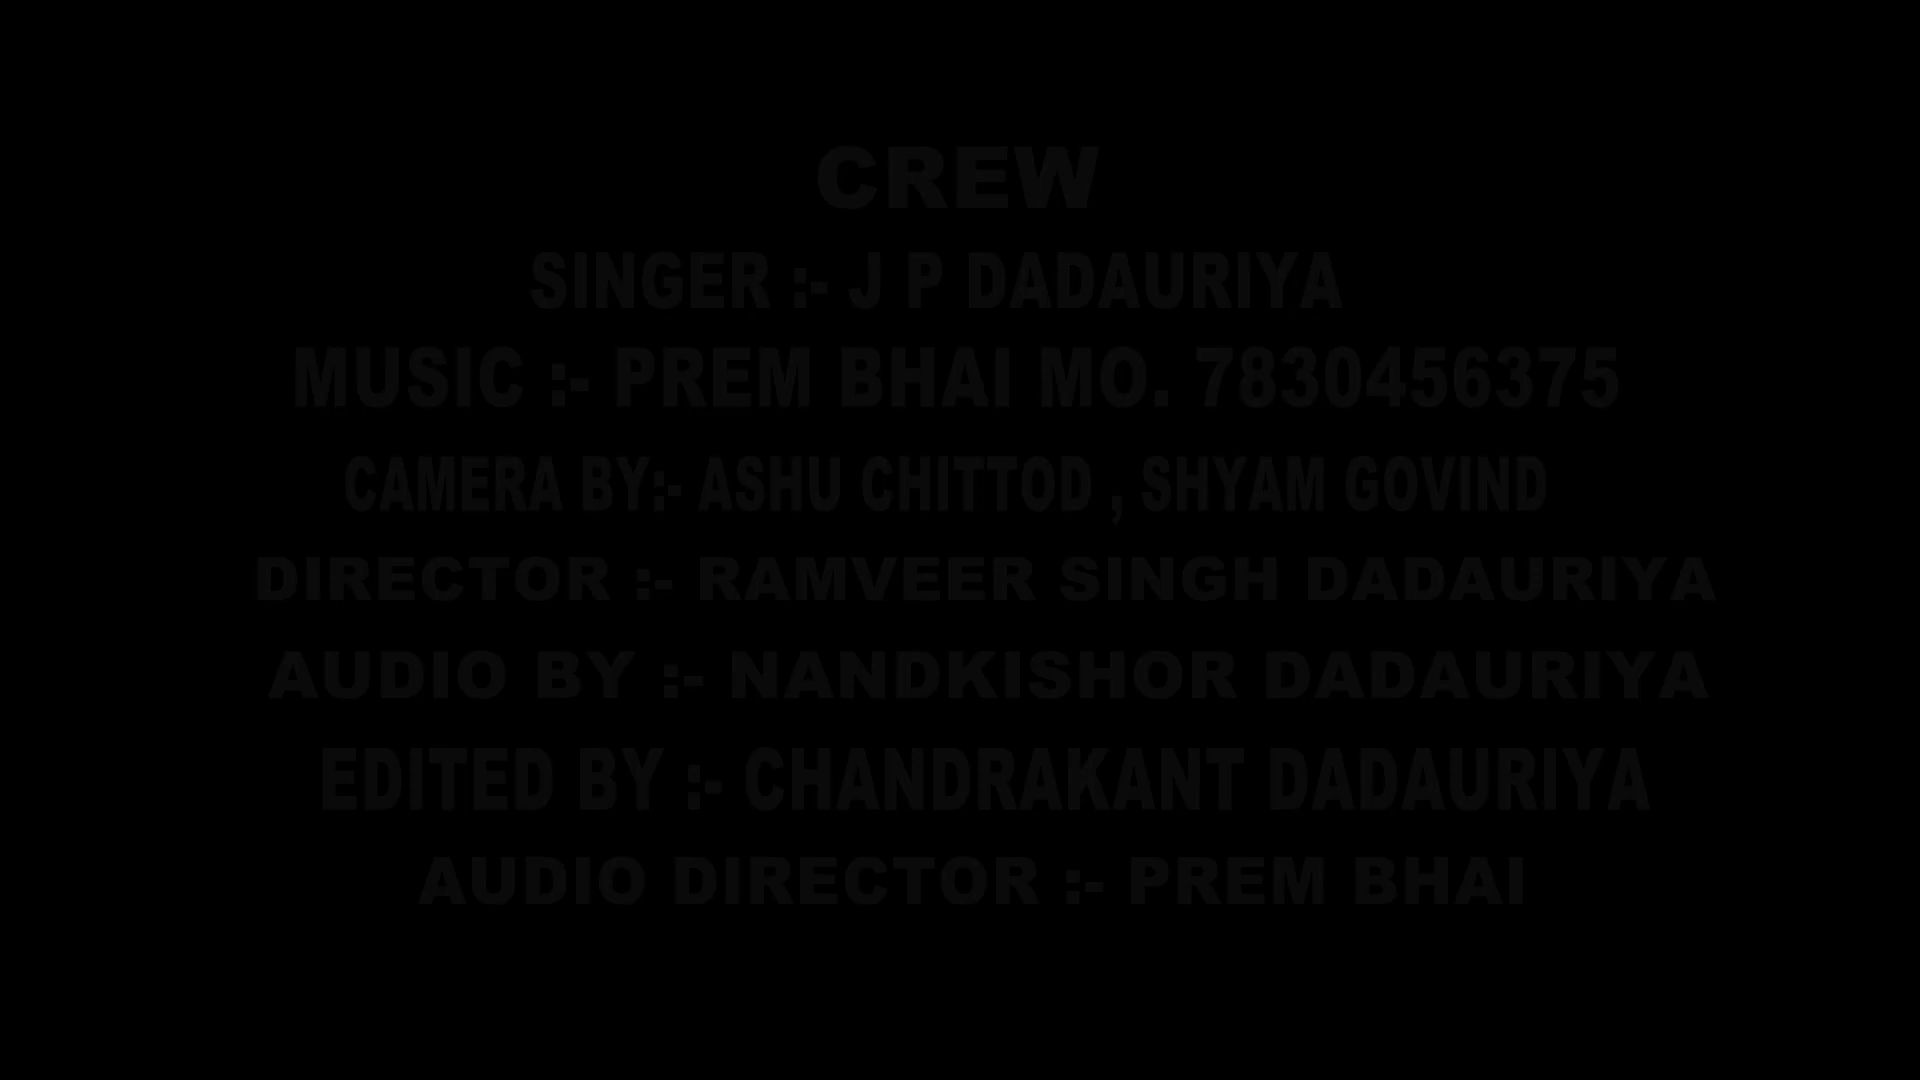 CREW
SINGER :- J P DADAURIYA
MUSIC :- PREM BHAI MO. 7830456375
CAMERA BY:- ASHU CHITTOD , SHYAM GOVIND
DIRECTOR :- RAMVEER SINGH DADAURIYA
AUDIO BY :- NANDKISHOR DADAURIYA
EDITED BY :- CHANDRAKANT DADAURIYA
AUDIO DIRECTOR :- PREM BHAI